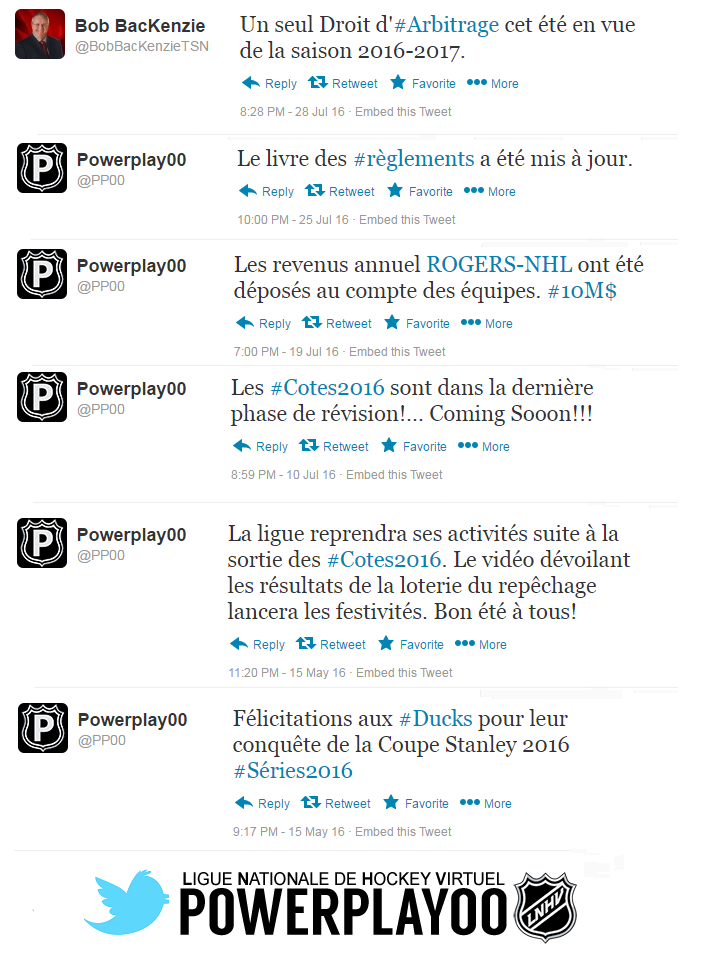 Bob BacKenzie
@BobBacKenzieTSN
Un seul Droit d'#Arbitrage cet été en vue
de la saison 2016-2017.
Reply Retweet Favorite More
8:28 PM - 28 Jul 16 · Embed this Tweet
P
Powerplay00
@PP00
Le livre des #règlements a été mis à jour.
Reply Retweet Favorite More
10:00 PM - 25 Jul 16 · Embed this Tweet
P
Powerplay00
@PP00
Les revenus annuel ROGERS-NHL ont été
déposés au compte des équipes. #10M$
Reply Retweet Favorite More
7:00 PM - 19 Jul 16 · Embed this Tweet
P
Powerplay00
@PP00
Les #Cotes2016 sont dans la dernière
phase de révision!... Coming Sooon!!!
Reply Retweet Favorite More
8:59 PM - 10 Jul 16 · Embed this Tweet
P
Powerplay00
@PP00
La ligue reprendra ses activités suite à la
sortie des #Cotes2016. Le vidéo dévoilant
les résultats de la loterie du repêchage
lancera les festivités. Bon été à tous!
Reply Retweet Favorite More
11:20 PM - 15 May 16 · Embed this Tweet
P
Powerplay00
@PP00
Félicitations aux #Ducks pour leur
conquête de la Coupe Stanley 2016
#Séries2016
Reply Retweet Favorite More
9:17 PM - 15 May 16 · Embed this Tweet
LIGUE NATIONALE DE HOCKEY VIRTUEL
POWERPLAY00
LNHV